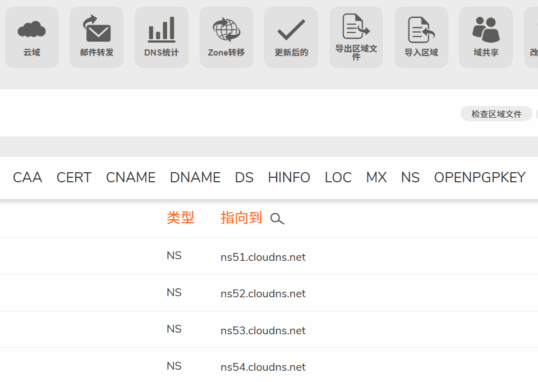 云域
邮件转发
DNS统计
Zone转移
更新后的
导出区域文
件
导入区域
域共享
改
检查区域文件
CAA CERT CNAME DNAME DS HINFO LOC MX NS OPENPGPKEY
类型 指向到
NS ns51.cloudns.net
NS ns52.cloudns.net
NS ns53.cloudns.net
NS ns54.cloudns.net